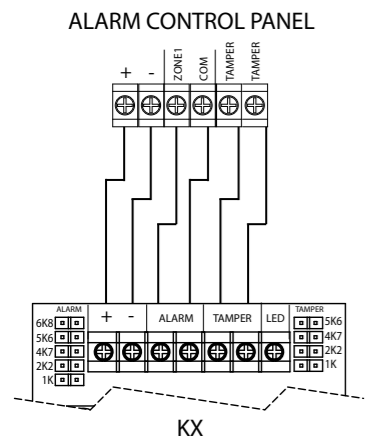 ALARM CONTROL PANEL
+ - ZONE1 COM TAMPER TAMPER
ALARM + - ALARM TAMPER LED TAMPER
6K8 5K6
5K6 4K7
4K7 2K2
2K2 1K
1K
KX